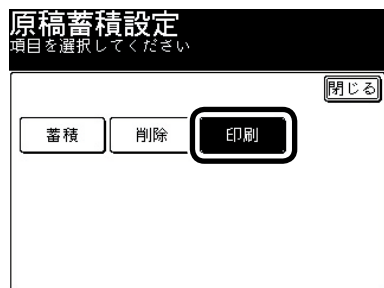 原稿蓄積設定
項目を選択してください
閉じる
蓄積 削除 印刷